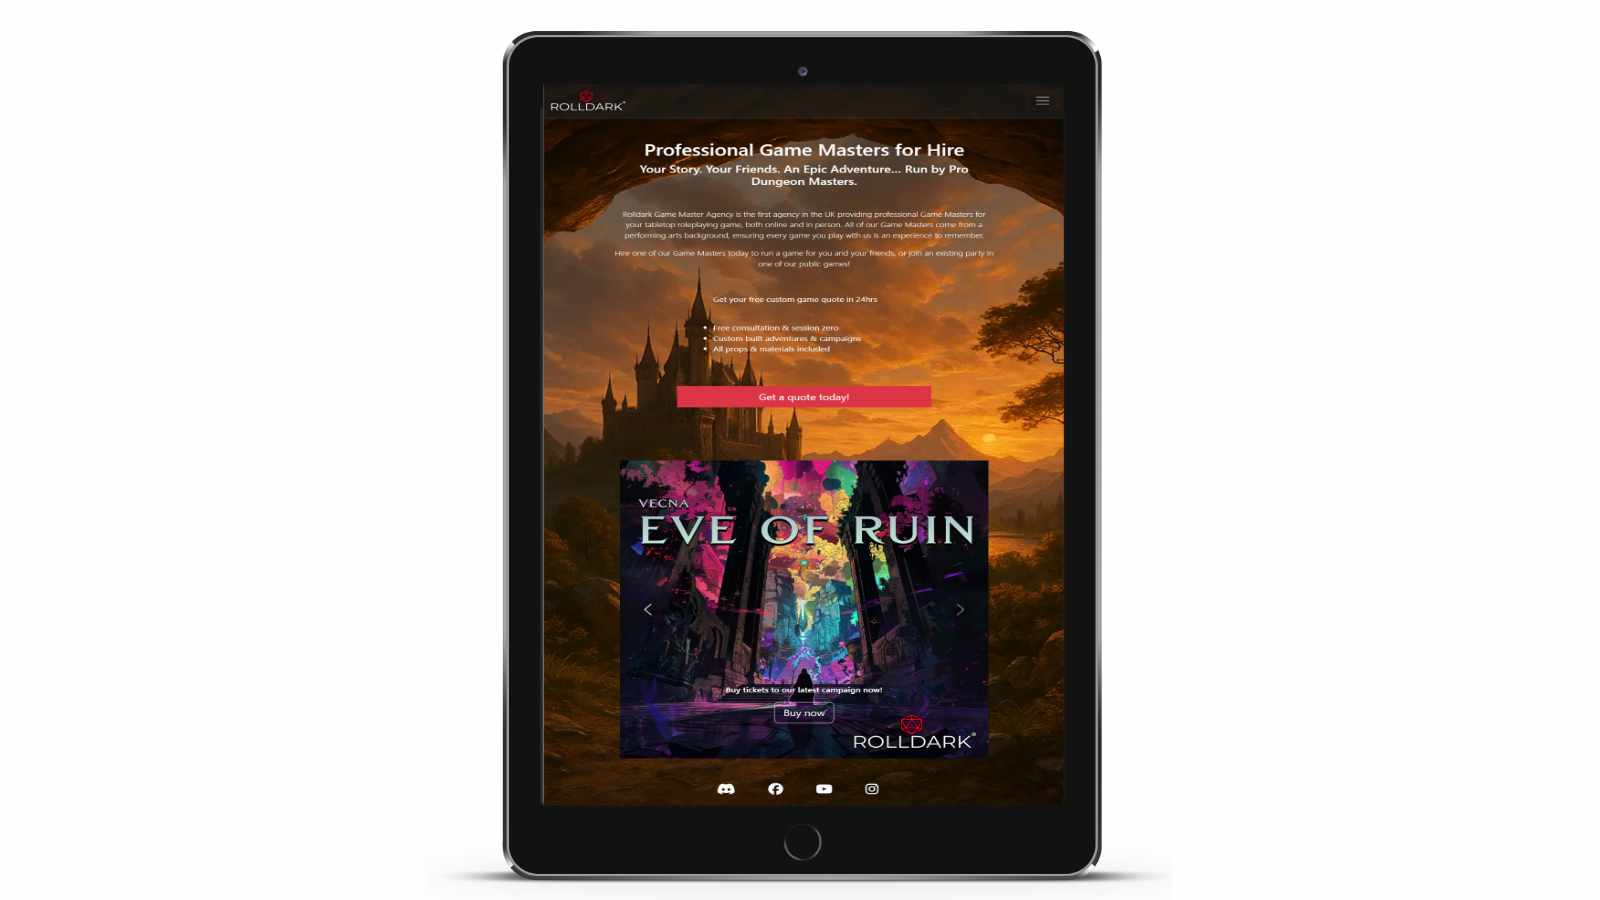 ROLLDARK
Professional Game Masters for Hire
Your Story. Your Friends. An Epic Adventure... Run by Pro
Dungeon Masters.
Rolldark Game Master Agency is the first agency in the UK providing professional Game Masters for
your tabletop roleplaying game, both online and in person. All of our Game Masters come from a
performing arts background, ensuring every game you play with us is an experience to remember.
Hire one of our Game Masters today to run a game for you and your friends, or join an existing party in
one of our public games!
Get your free custom game quote in 24hrs
• Free consultation & session zero
• Custom built adventures & campaigns
• All props & materials included
Get a quote today!
VECNA
EVE OF RUIN
Buy tickets to our latest campaign now!
Buy now
ROLLDARK